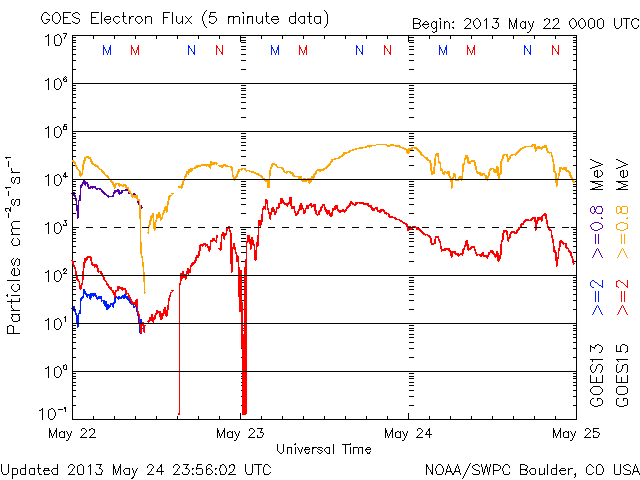 GOES Electron Flux (5 minute data)
Begin: 2013 May 22 0000 UTC
M M N N M M N N M M N N
10⁷
10⁶
10⁵
10⁴
10³
10²
10¹
10⁰
10⁻¹
Particles cm⁻²s⁻¹sr⁻¹
May 22 May 23 May 24 May 25
Universal Time
GOES13 >=2 >=0.8 MeV
GOES15 >=2 >=0.8 MeV
Updated 2013 May 24 23:56:02 UTC
NOAA/SWPC Boulder, CO USA